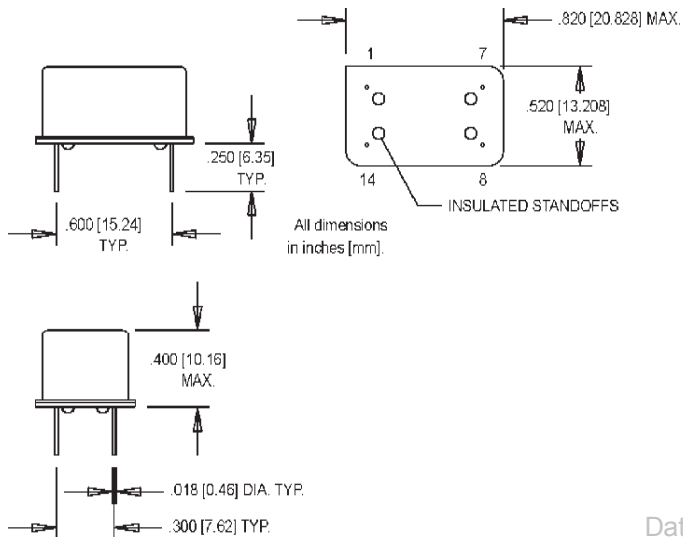 .820 [20.828] MAX.
1
7
.520 [13.208]
MAX.
.250 [6.35]
TYP.
14
8
INSULATED STANDOFFS
.600 [15.24]
TYP.
All dimensions
in inches [mm].
.400 [10.16]
MAX.
.018 [0.46] DIA. TYP.
.300 [7.62] TYP.
Dat